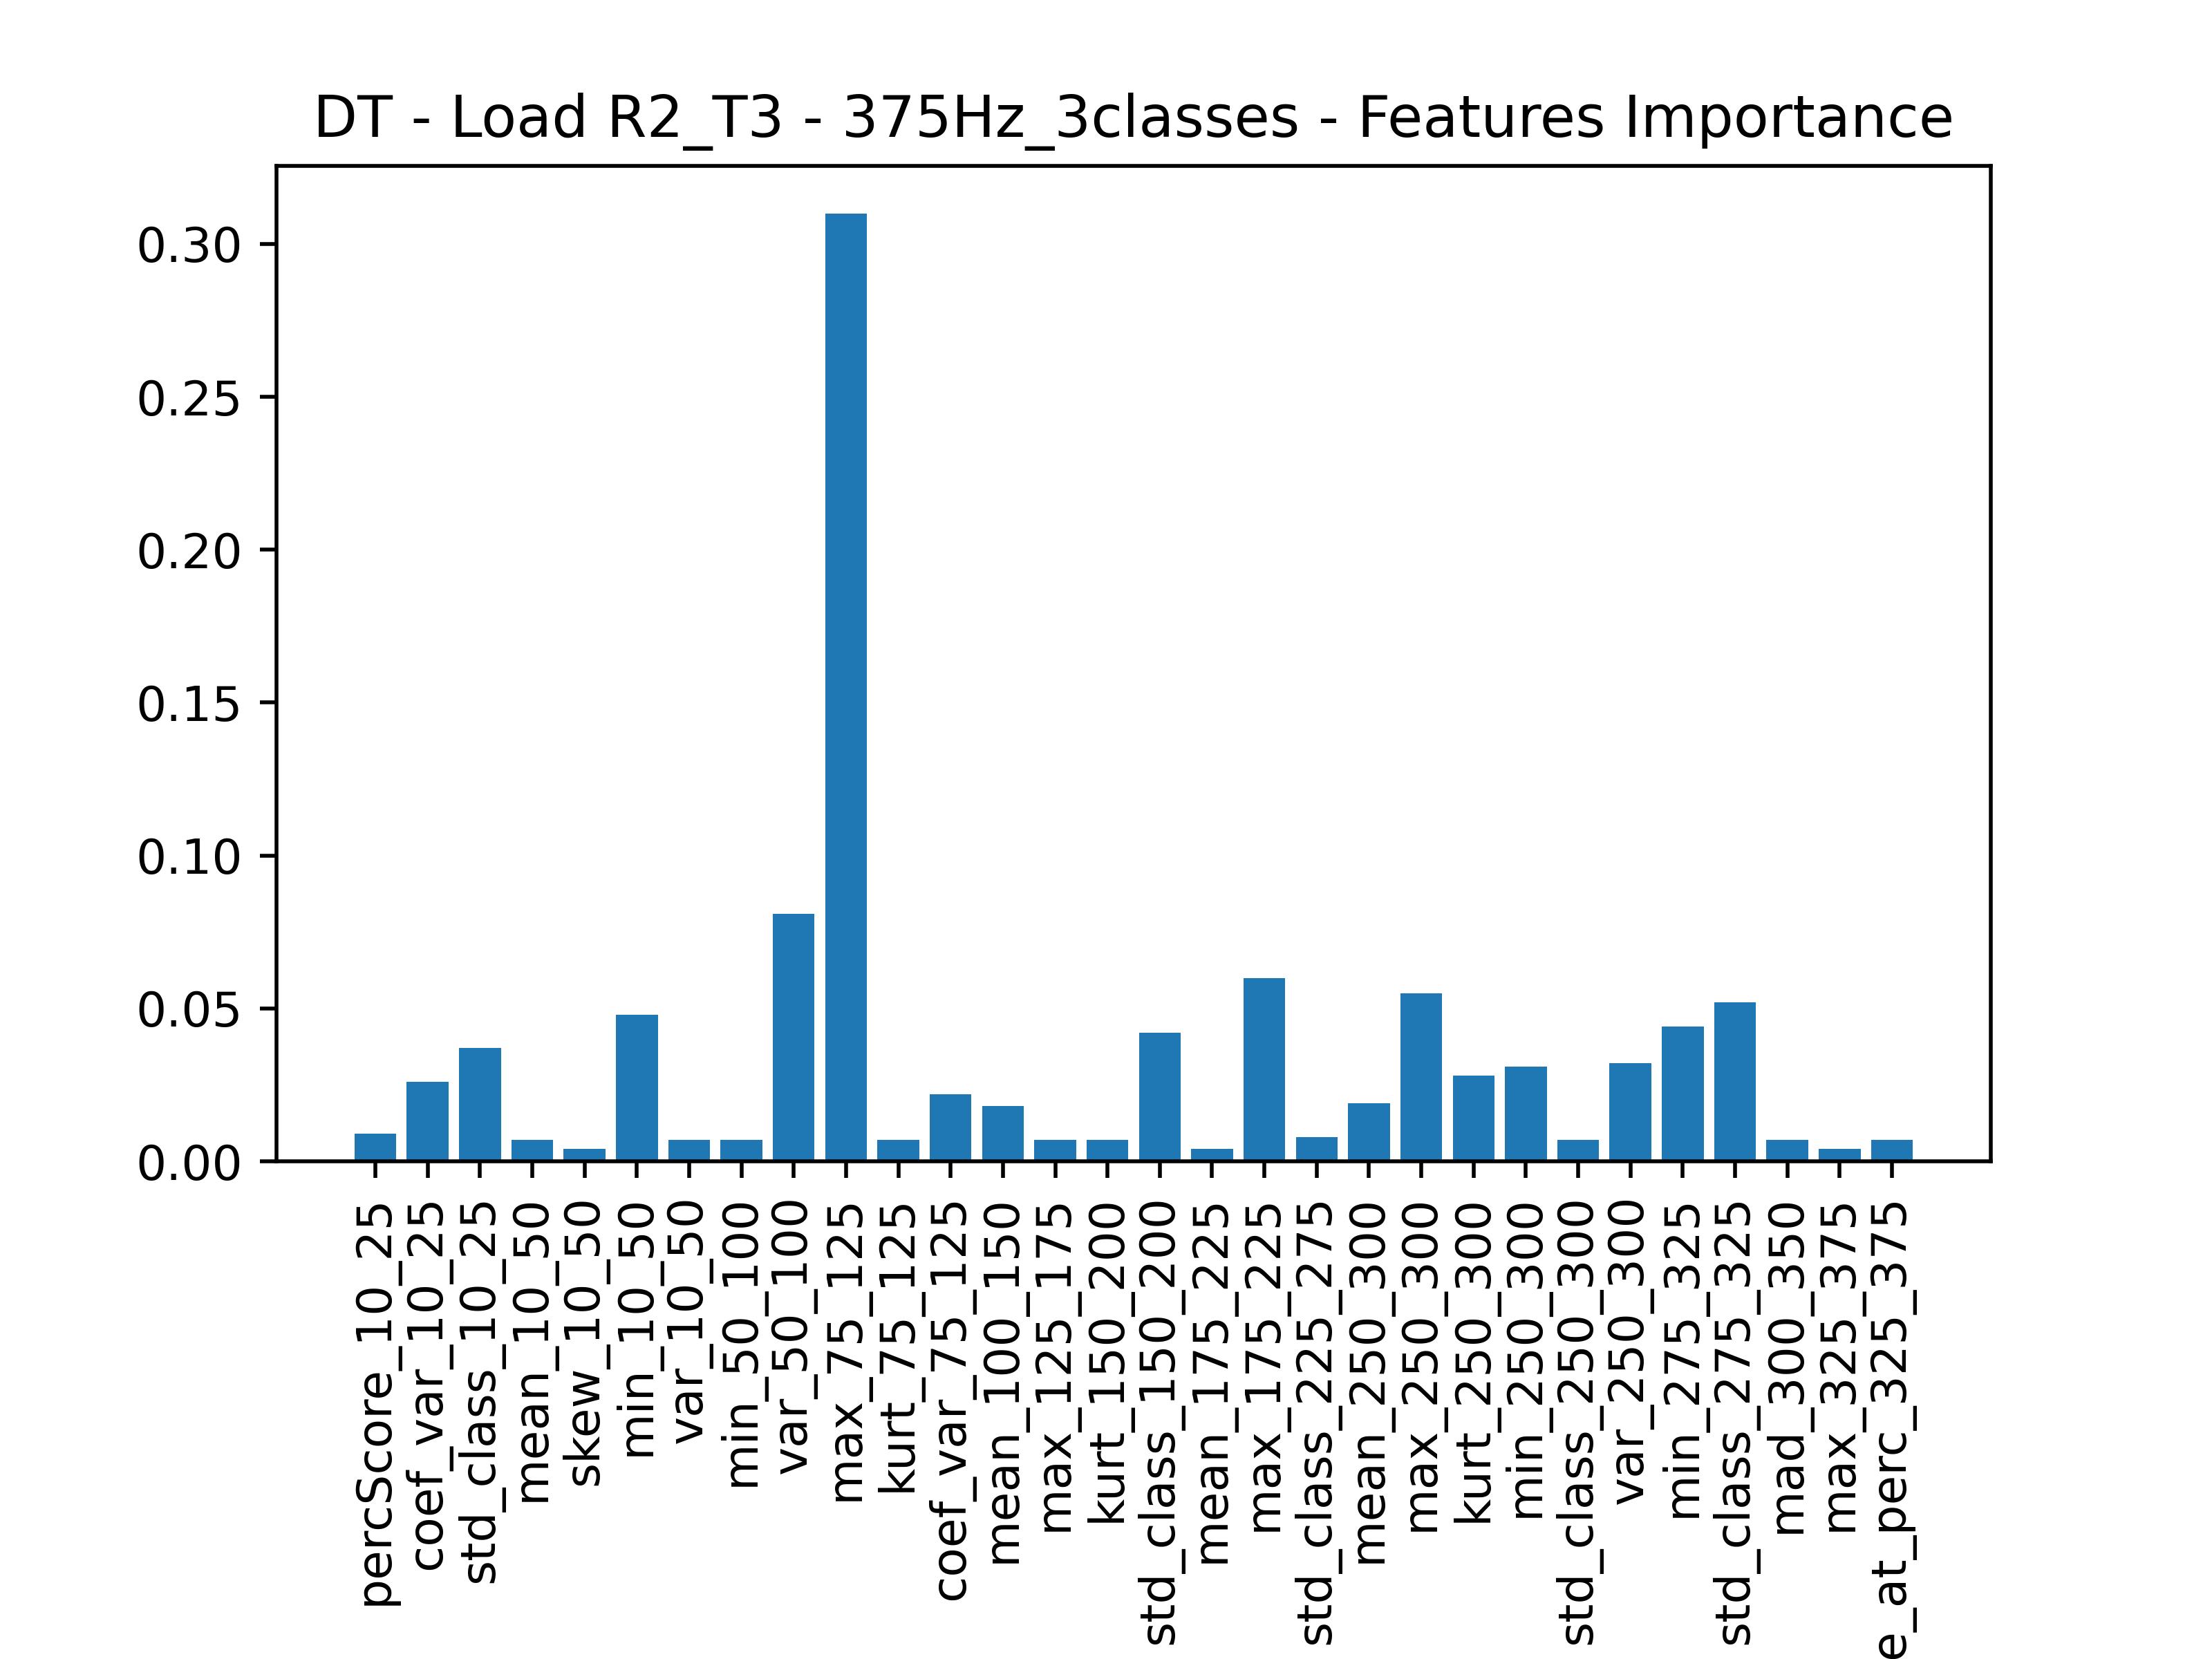 DT - Load R2_T3 - 375Hz_3classes - Features Importance
0.30
0.25
0.20
0.15
0.10
0.05
0.00
percScore_10_25
coef_var_10_25
std_class_10_25
mean_10_50
skew_10_50
min_10_50
var_10_50
min_50_100
var_50_100
max_75_125
kurt_75_125
coef_var_75_125
mean_100_150
max_125_175
kurt_150_200
std_class_150_200
mean_175_225
max_175_225
std_class_225_275
mean_250_300
max_250_300
kurt_250_300
min_250_300
std_class_250_300
var_250_300
min_275_325
std_class_275_325
mad_300_350
max_325_375
e_at_perc_325_375